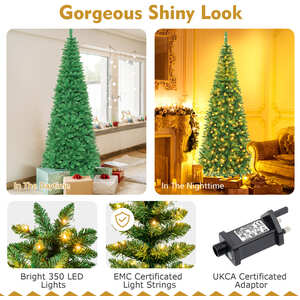 Gorgeous Shiny Look
In The Daytime
In The Nighttime
Bright 350 LED
Lights
EMC Certificated
Light Strings
UKCA Certificated
Adaptor